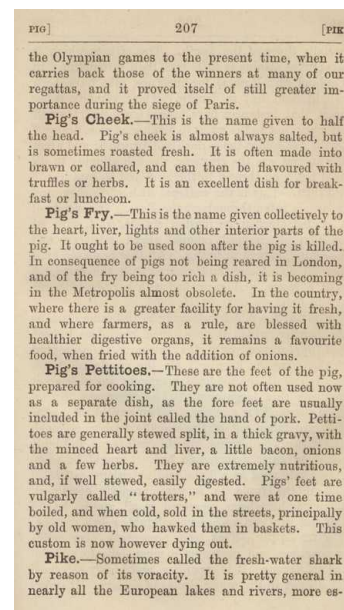 PIG] 207 [PIK
the Olympian games to the present time, when it
carries back those of the winners at many of our
regattas, and it proved itself of still greater im-
portance during the siege of Paris.
Pig's Cheek.—This is the name given to half
the head. Pig's cheek is almost always salted, but
is sometimes roasted fresh. It is often made into
brawn or collared, and can then be flavoured with
truffles or herbs. It is an excellent dish for break-
fast or luncheon.
Pig's Fry.—This is the name given collectively to
the heart, liver, lights and other interior parts of the
pig. It ought to be used soon after the pig is killed.
In consequence of pigs not being reared in London,
and of the fry being too rich a dish, it is becoming
in the Metropolis almost obsolete. In the country,
where there is a greater facility for having it fresh,
and where farmers, as a rule, are blessed with
healthier digestive organs, it remains a favourite
food, when fried with the addition of onions.
Pig's Pettitoes.—These are the feet of the pig,
prepared for cooking. They are not often used now
as a separate dish, as the fore feet are usually
included in the joint called the hand of pork. Petti-
toes are generally stewed split, in a thick gravy, with
the minced heart and liver, a little bacon, onions
and a few herbs. They are extremely nutritious,
and, if well stewed, easily digested. Pigs' feet are
vulgarly called "trotters," and were at one time
boiled, and when cold, sold in the streets, principally
by old women, who hawked them in baskets. This
custom is now however dying out.
Pike.—Sometimes called the fresh-water shark
by reason of its voracity. It is pretty general in
nearly all the European lakes and rivers, more es-